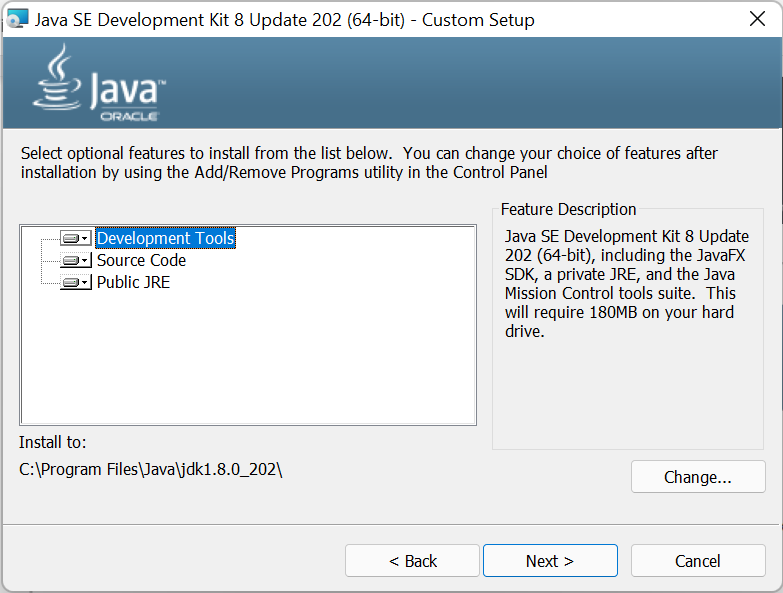 Java SE Development Kit 8 Update 202 (64-bit) - Custom Setup
Java™
ORACLE
Select optional features to install from the list below.  You can change your choice of features after
installation by using the Add/Remove Programs utility in the Control Panel
Development Tools
Source Code
Public JRE
Feature Description
Java SE Development Kit 8 Update
202 (64-bit), including the JavaFX
SDK, a private JRE, and the Java
Mission Control tools suite.  This
will require 180MB on your hard
drive.
Install to:
C:\Program Files\Java\jdk1.8.0_202\
Change...
< Back
Next >
Cancel